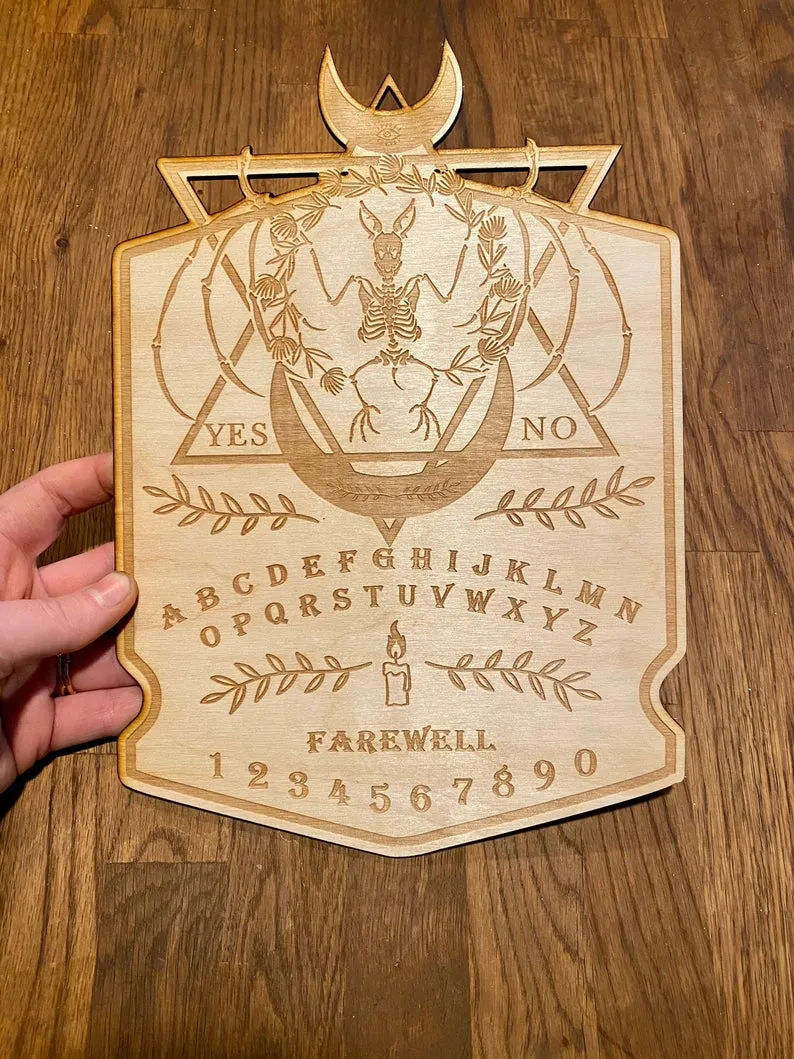 YES NO
ABCDEFGHIJKLMN
OPQRSTUVWXYZ
FAREWELL
1234567890